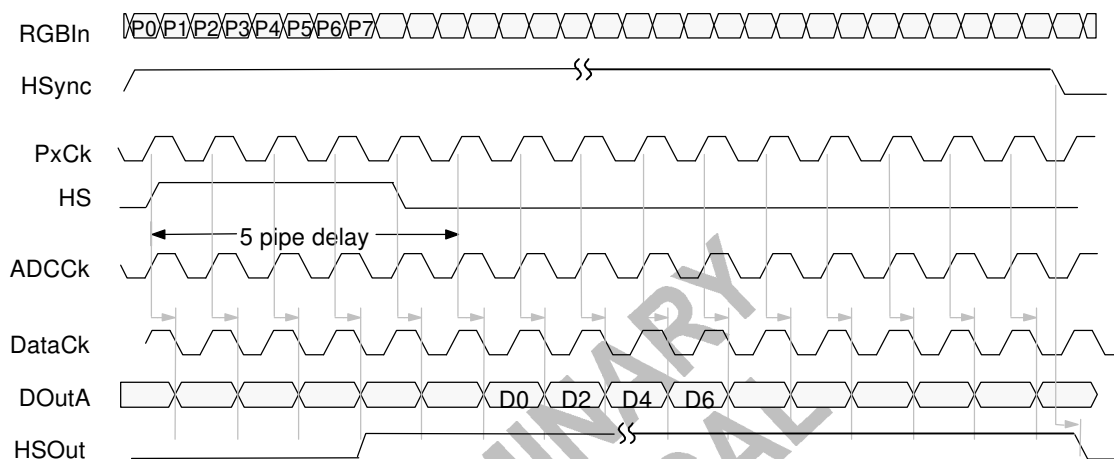 RGBIn P0 P1 P2 P3 P4 P5 P6 P7
HSync
PxCk
HS
5 pipe delay
ADCCk
DataCk
DOutA D0 D2 D4 D6
HSOut